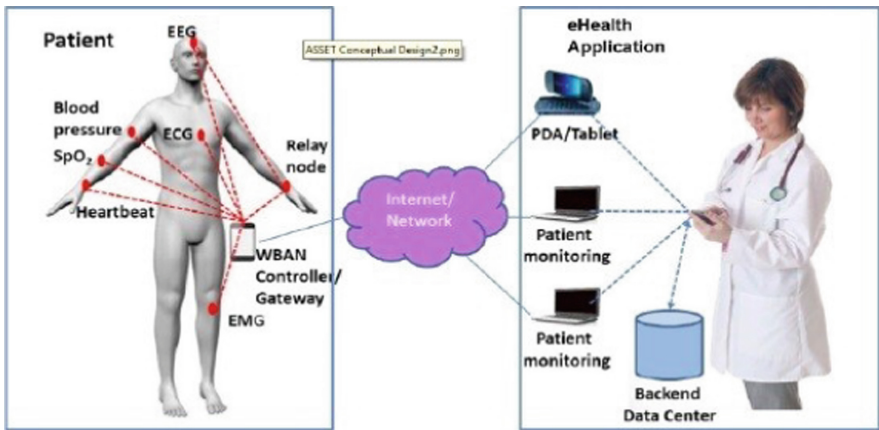 Patient
EEG
ASSET Conceptual Design2.png
Blood
pressure
SpO₂
ECG
Relay
node
Heartbeat
WBAN
Controller/
Gateway
EMG
Internet/
Network
eHealth
Application
PDA/Tablet
Patient
monitoring
Patient
monitoring
Backend
Data Center